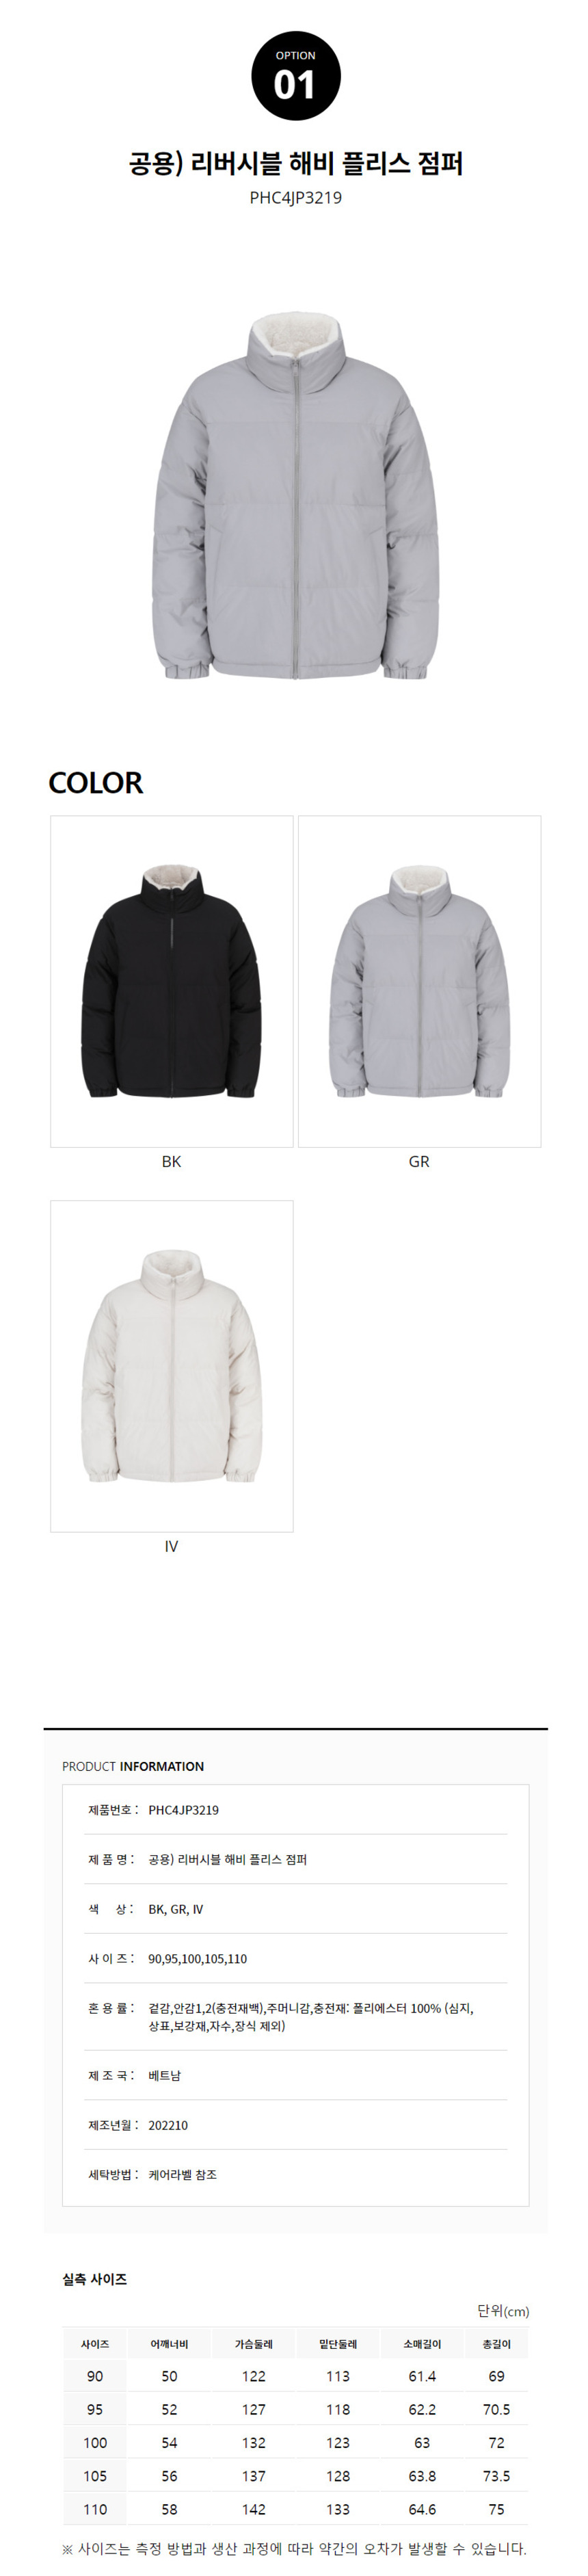 OPTION
01
공용) 리버시블 해비 플리스 점퍼
PHC4JP3219
COLOR
BK
GR
IV
PRODUCT INFORMATION
제품번호 : PHC4JP3219
제 품 명 : 공용) 리버시블 해비 플리스 점퍼
색 상 : BK, GR, IV
사 이 즈 : 90,95,100,105,110
혼 용 률 : 겉감,안감1,2(충전재백),주머니감,충전재: 폴리에스터 100% (심지,
상표,보강재,자수,장식 제외)
제 조 국 : 베트남
제조년월 : 202210
세탁방법 : 케어라벨 참조
실측 사이즈
단위(cm)
사이즈 어깨너비 가슴둘레 밑단둘레 소매길이 총길이
90 50 122 113 61.4 69
95 52 127 118 62.2 70.5
100 54 132 123 63 72
105 56 137 128 63.8 73.5
110 58 142 133 64.6 75
※ 사이즈는 측정 방법과 생산 과정에 따라 약간의 오차가 발생할 수 있습니다.